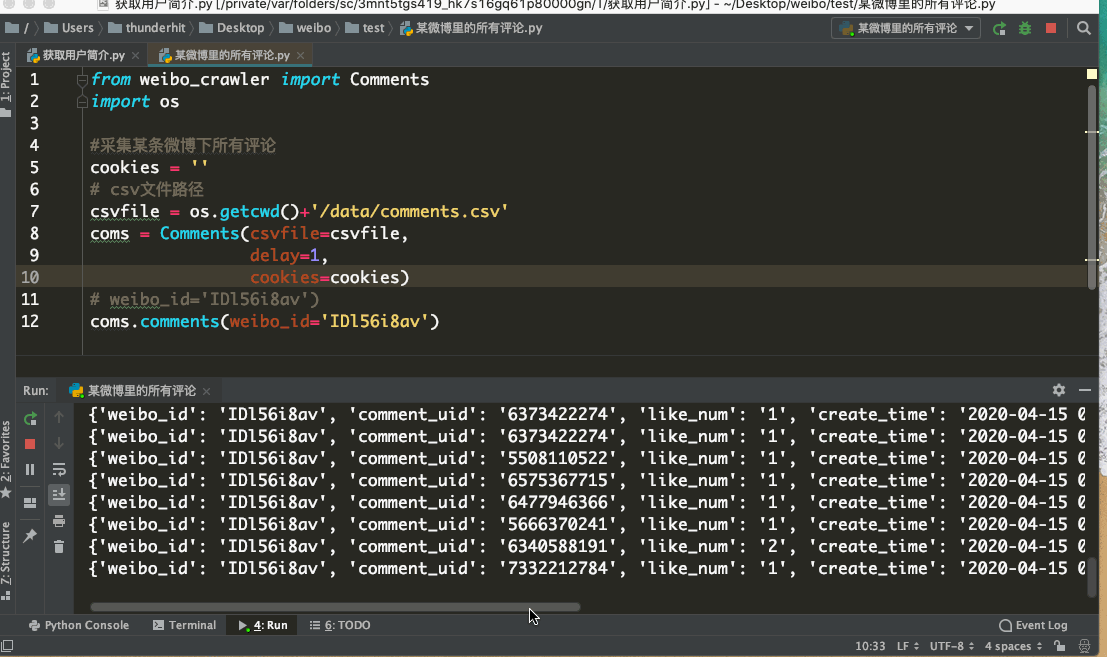 获取用户简介.py [/private/var/folders/sc/3mnt5tgs419_hk7s16gq61p80000gn/T/获取用户简介.py] - ~/Desktop/weibo/test/某微博里的所有评论.py
/ Users thunderhit Desktop weibo test 某微博里的所有评论.py 某微博里的所有评论
获取用户简介.py 某微博里的所有评论.py
1: Project
1 from weibo_crawler import Comments
2 import os
3
4 #采集某条微博下所有评论
5 cookies = ''
6 # csv文件路径
7 csvfile = os.getcwd()+'/data/comments.csv'
8 coms = Comments(csvfile=csvfile,
9 delay=1,
10 cookies=cookies)
11 # weibo_id='IDl56i8av')
12 coms.comments(weibo_id='IDl56i8av')
Run: 某微博里的所有评论
{'weibo_id': 'IDl56i8av', 'comment_uid': '6373422274', 'like_num': '1', 'create_time': '2020-04-15 0
{'weibo_id': 'IDl56i8av', 'comment_uid': '6373422274', 'like_num': '1', 'create_time': '2020-04-15 0
{'weibo_id': 'IDl56i8av', 'comment_uid': '5508110522', 'like_num': '1', 'create_time': '2020-04-15 0
{'weibo_id': 'IDl56i8av', 'comment_uid': '6575367715', 'like_num': '1', 'create_time': '2020-04-15 0
{'weibo_id': 'IDl56i8av', 'comment_uid': '6477946366', 'like_num': '1', 'create_time': '2020-04-15 0
{'weibo_id': 'IDl56i8av', 'comment_uid': '5666370241', 'like_num': '1', 'create_time': '2020-04-15 0
{'weibo_id': 'IDl56i8av', 'comment_uid': '6340588191', 'like_num': '2', 'create_time': '2020-04-15 0
{'weibo_id': 'IDl56i8av', 'comment_uid': '7332212784', 'like_num': '1', 'create_time': '2020-04-15 0
2: Favorites
Z: Structure
Python Console Terminal 4: Run 6: TODO Event Log
10:33 LF UTF-8 4 spaces